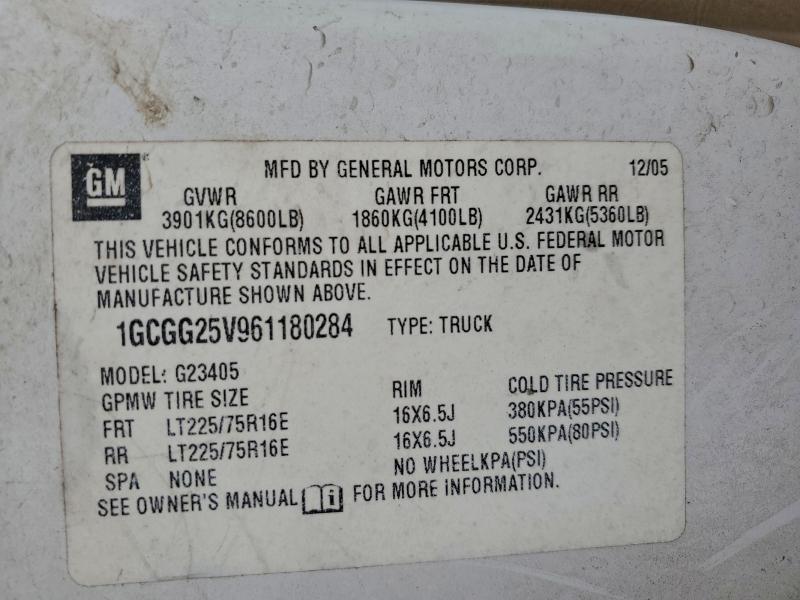 GM MFD BY GENERAL MOTORS CORP. 12/05
GVWR GAWR FRT GAWR RR
3901KG(8600LB) 1860KG(4100LB) 2431KG(5360LB)
THIS VEHICLE CONFORMS TO ALL APPLICABLE U.S. FEDERAL MOTOR
VEHICLE SAFETY STANDARDS IN EFFECT ON THE DATE OF
MANUFACTURE SHOWN ABOVE.
1GCGG25V961180284 TYPE: TRUCK
MODEL: G23405
GPMW TIRE SIZE RIM COLD TIRE PRESSURE
FRT LT225/75R16E 16X6.5J 380KPA(55PSI)
RR LT225/75R16E 16X6.5J 550KPA(80PSI)
SPA NONE NO WHEELKPA(PSI)
SEE OWNER'S MANUAL i FOR MORE INFORMATION.